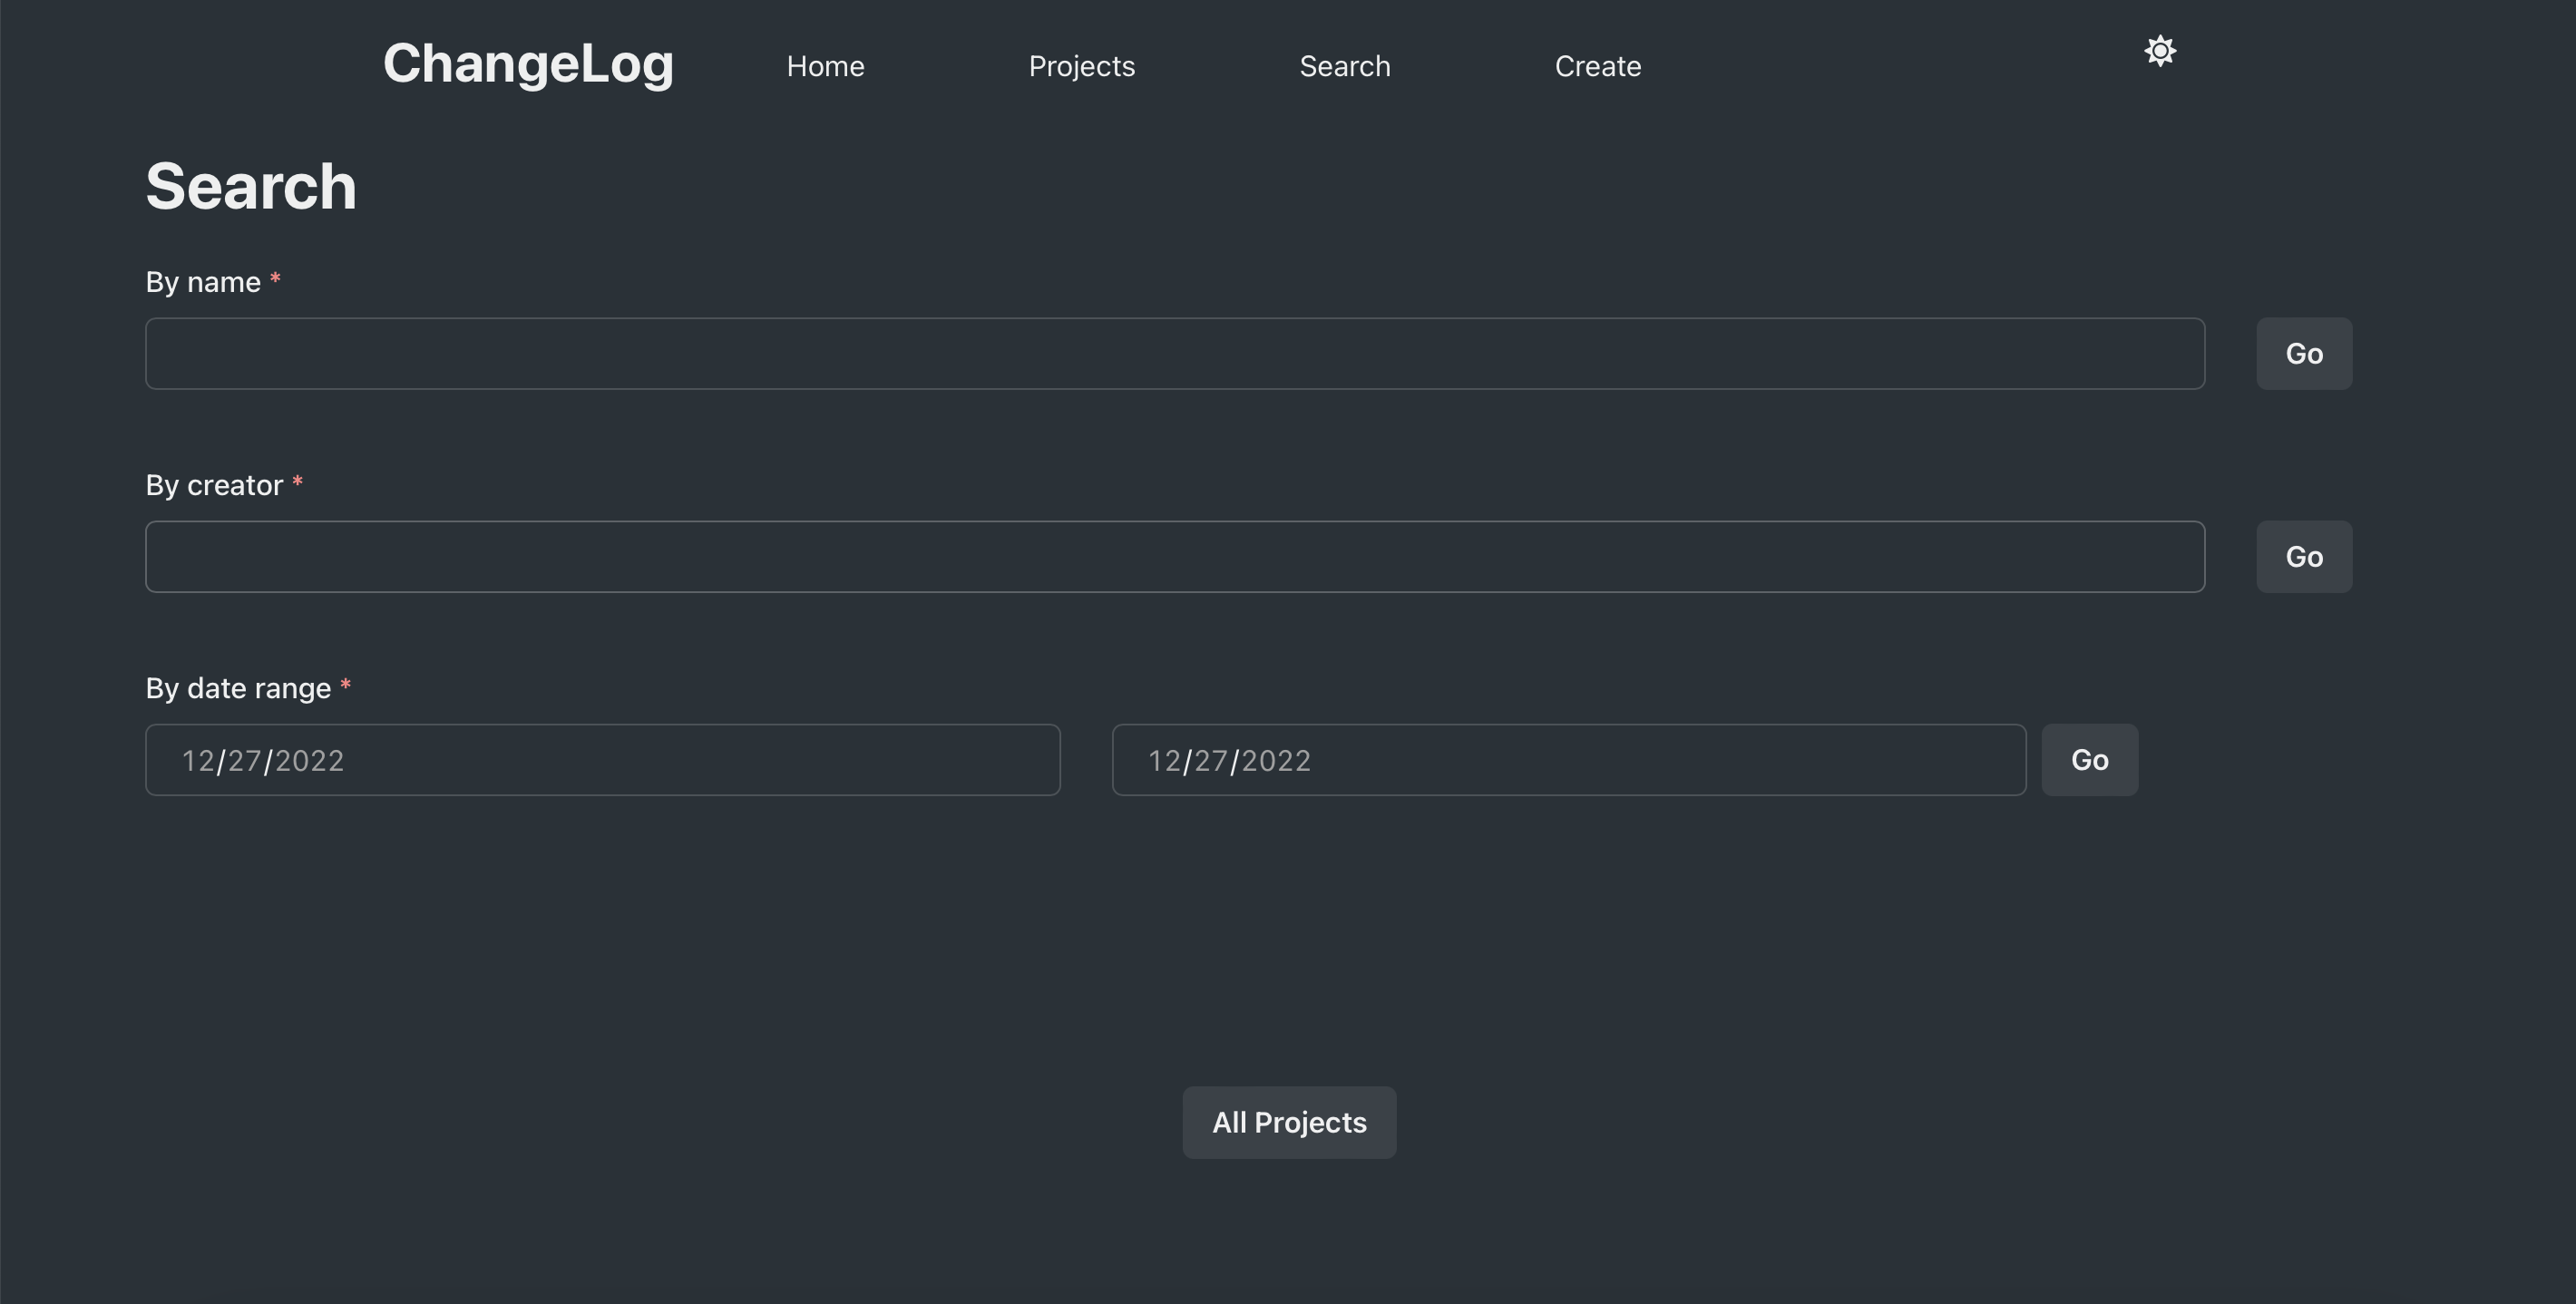 ChangeLog Home Projects Search Create
Search
By name *
Go
By creator *
Go
By date range *
12/27/2022 12/27/2022 Go
All Projects